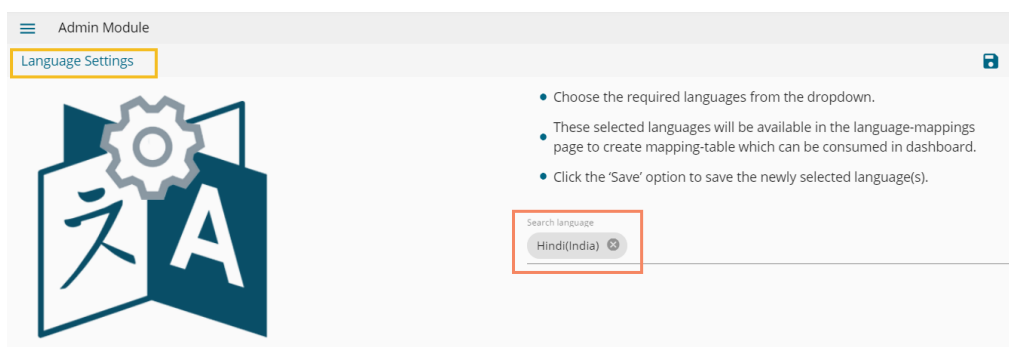 Admin Module
Language Settings
Choose the required languages from the dropdown.
These selected languages will be available in the language-mappings
page to create mapping-table which can be consumed in dashboard.
Click the ‘Save’ option to save the newly selected language(s).
Search language
Hindi(India)
A